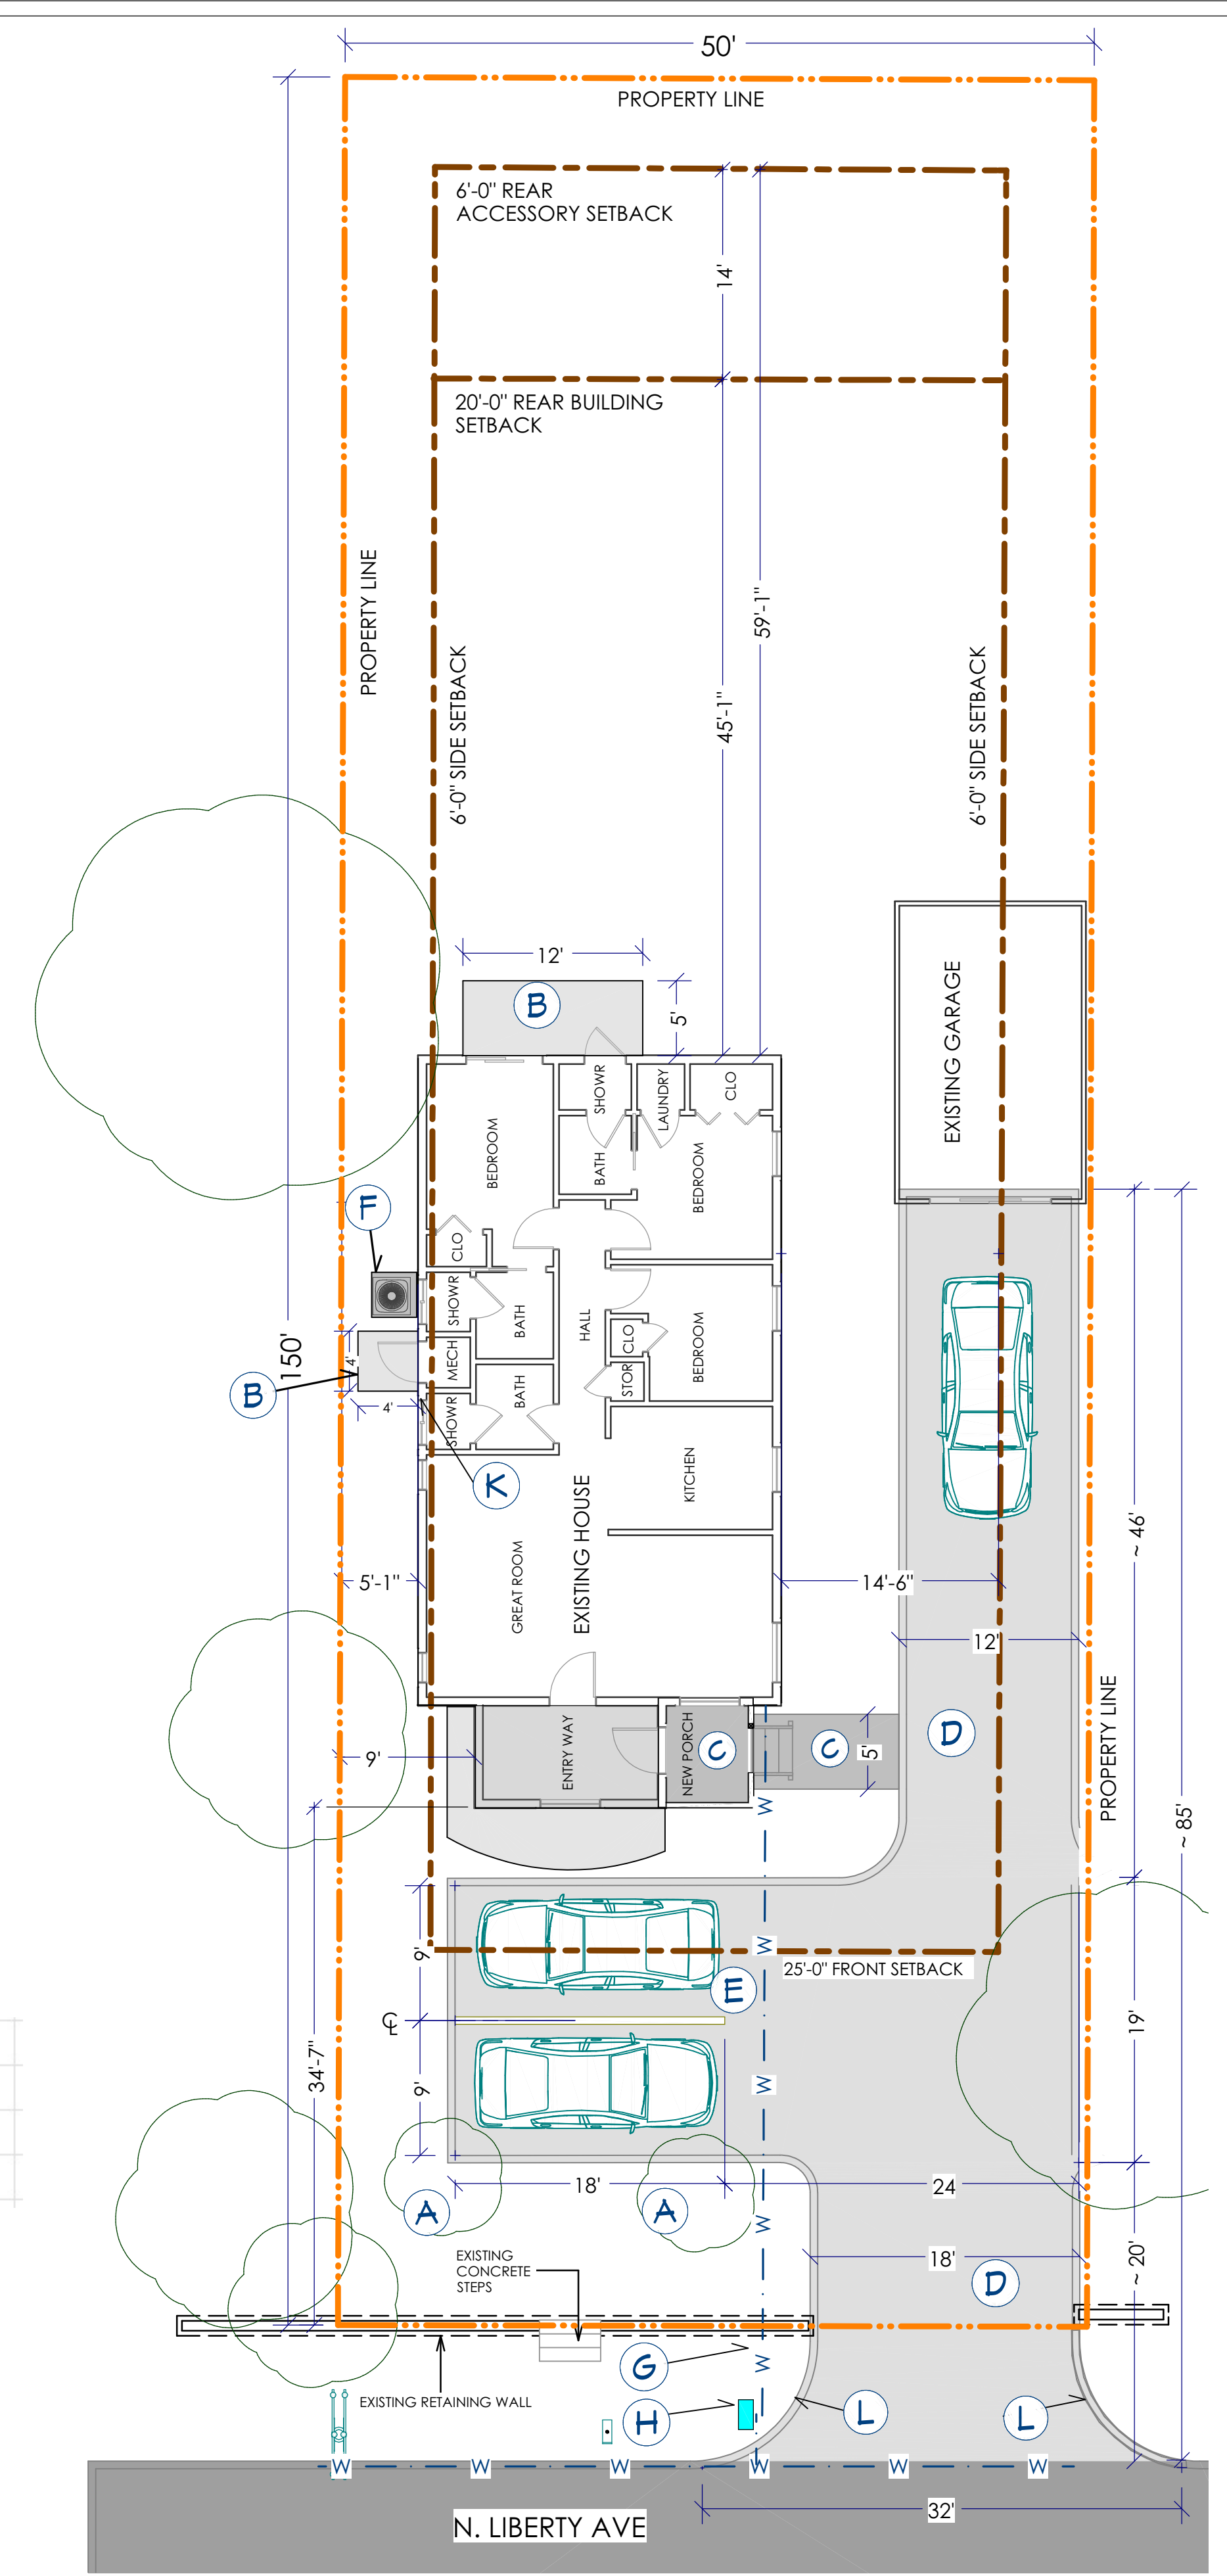 50'
PROPERTY LINE
6'-0" REAR
ACCESSORY SETBACK
14'
20'-0" REAR BUILDING
SETBACK
PROPERTY LINE
59'-1"
45'-1"
6'-0" SIDE SETBACK
6'-0" SIDE SETBACK
12'
B
5'
EXISTING GARAGE
SHOWR
LAUNDRY
CLO
BEDROOM
BATH
BEDROOM
F
CLO
SHOWR
BATH
HALL
CLO
BEDROOM
150'
4'
MECH
STOR
B
4'
SHOWR
BATH
K
KITCHEN
EXISTING HOUSE
GREAT ROOM
~ 46'
5'-1"
14'-6"
12'
PROPERTY LINE
ENTRY WAY
NEW PORCH
C
C
5'
D
9'
W
~ 85'
9'
W
25'-0" FRONT SETBACK
E
℄
19'
34'-7"
9'
W
18'
24
A
A
W
EXISTING
CONCRETE
STEPS
18'
D
~ 20'
G
W
EXISTING RETAINING WALL
H
L
L
W
W
W
W
W
W
32'
N. LIBERTY AVE